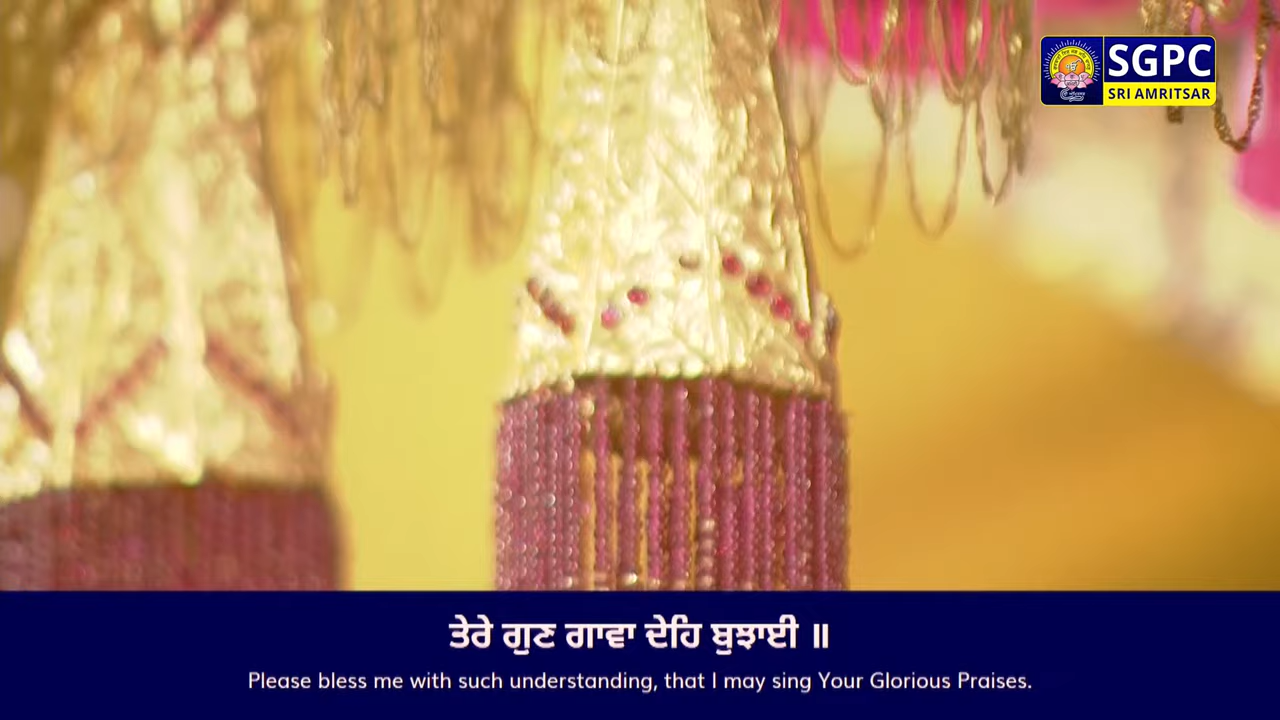 SGPC
SRI AMRITSAR
ਤੇਰੇ ਗੁਣ ਗਾਵਾ ਦੇਹਿ ਬੁਝਾਈ ॥
Please bless me with such understanding, that I may sing Your Glorious Praises.